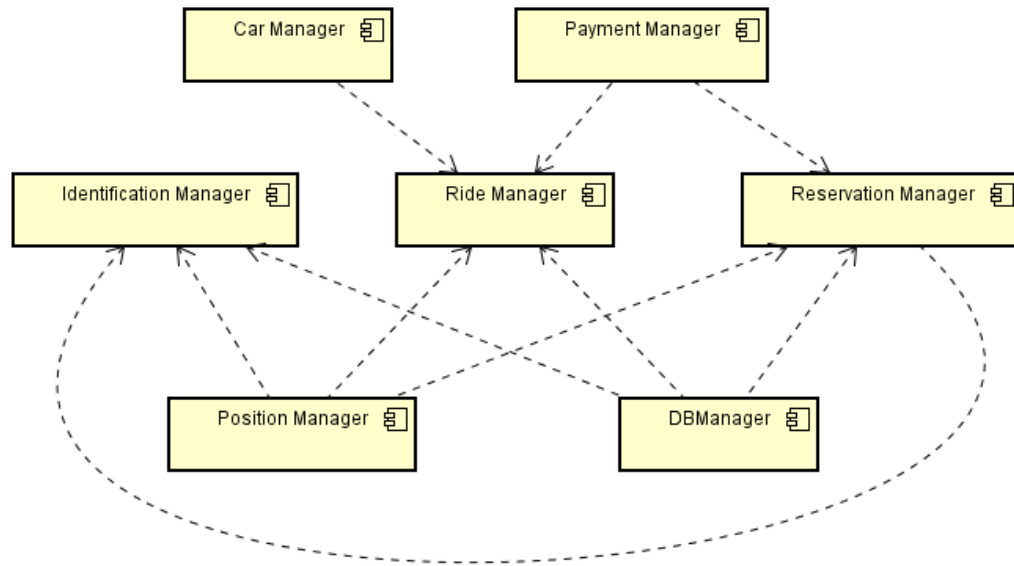 Car Manager
Payment Manager
Identification Manager
Ride Manager
Reservation Manager
Position Manager
DBManager